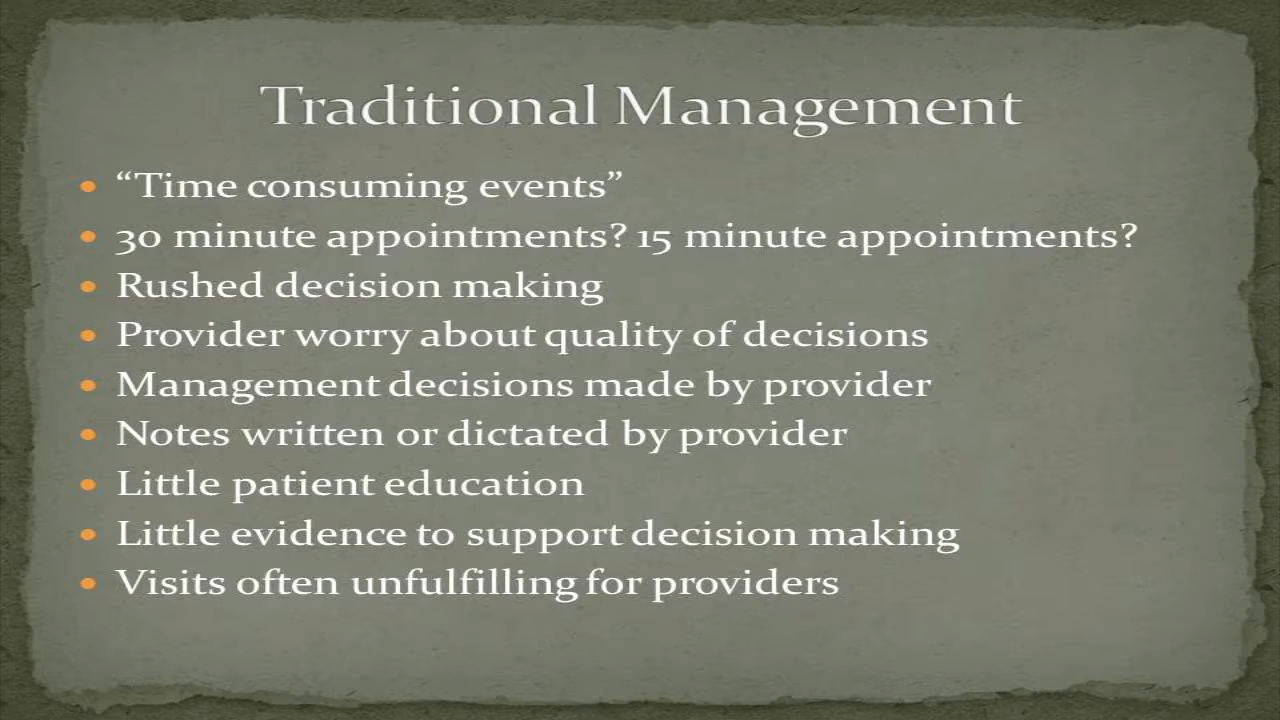 Traditional Management
• “Time consuming events”
• 30 minute appointments? 15 minute appointments?
• Rushed decision making
• Provider worry about quality of decisions
• Management decisions made by provider
• Notes written or dictated by provider
• Little patient education
• Little evidence to support decision making
• Visits often unfulfilling for providers